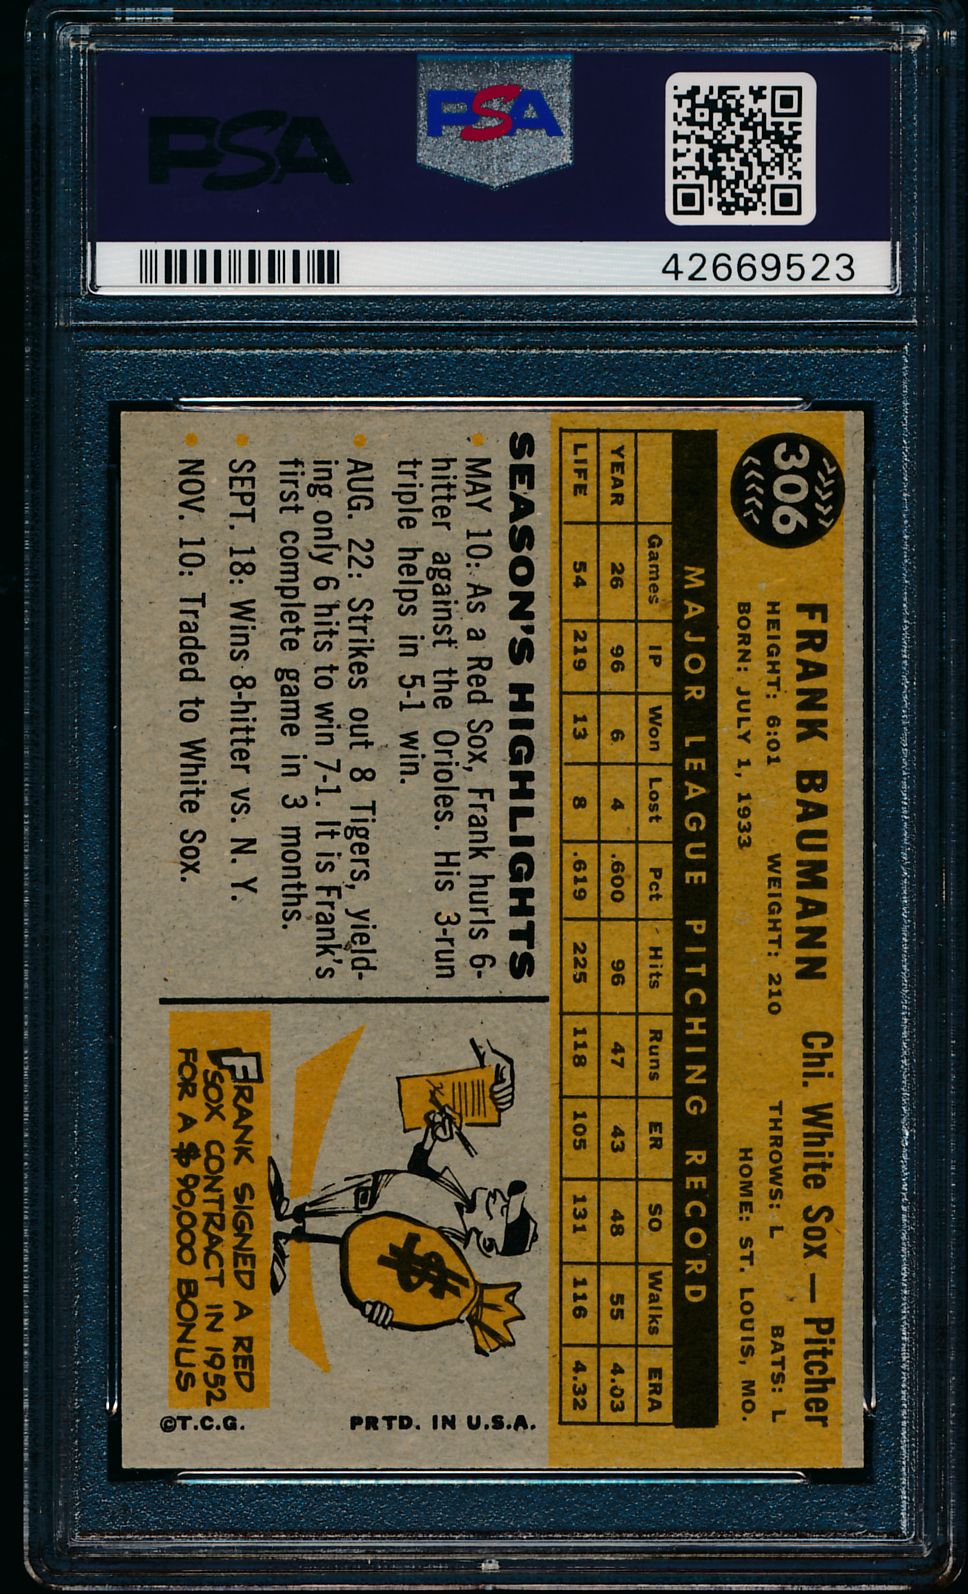 PSA
PSA
42669523
306
FRANK BAUMANN Chi. White Sox — Pitcher
HEIGHT: 6:01 WEIGHT: 210 THROWS: L BATS: L
BORN: JULY 1, 1933 HOME: ST. LOUIS, MO.
MAJOR LEAGUE PITCHING RECORD
Games IP Won Lost Pct Hits Runs ER SO Walks ERA
YEAR 26 96 6 4 .600 96 47 43 48 55 4.03
LIFE 54 219 13 8 .619 225 118 105 131 116 4.32
SEASON'S HIGHLIGHTS
• MAY 10: As a Red Sox, Frank hurls 6-
hitter against the Orioles. His 3-run
triple helps in 5-1 win.
• AUG. 22: Strikes out 8 Tigers, yield-
ing only 6 hits to win 7-1. It is Frank's
first complete game in 3 months.
• SEPT. 18: Wins 8-hitter vs. N. Y.
• NOV. 10: Traded to White Sox.
$
FRANK SIGNED A RED
SOX CONTRACT IN 1952
FOR A $90,000 BONUS
PRTD. IN U.S.A.
©T.C.G.